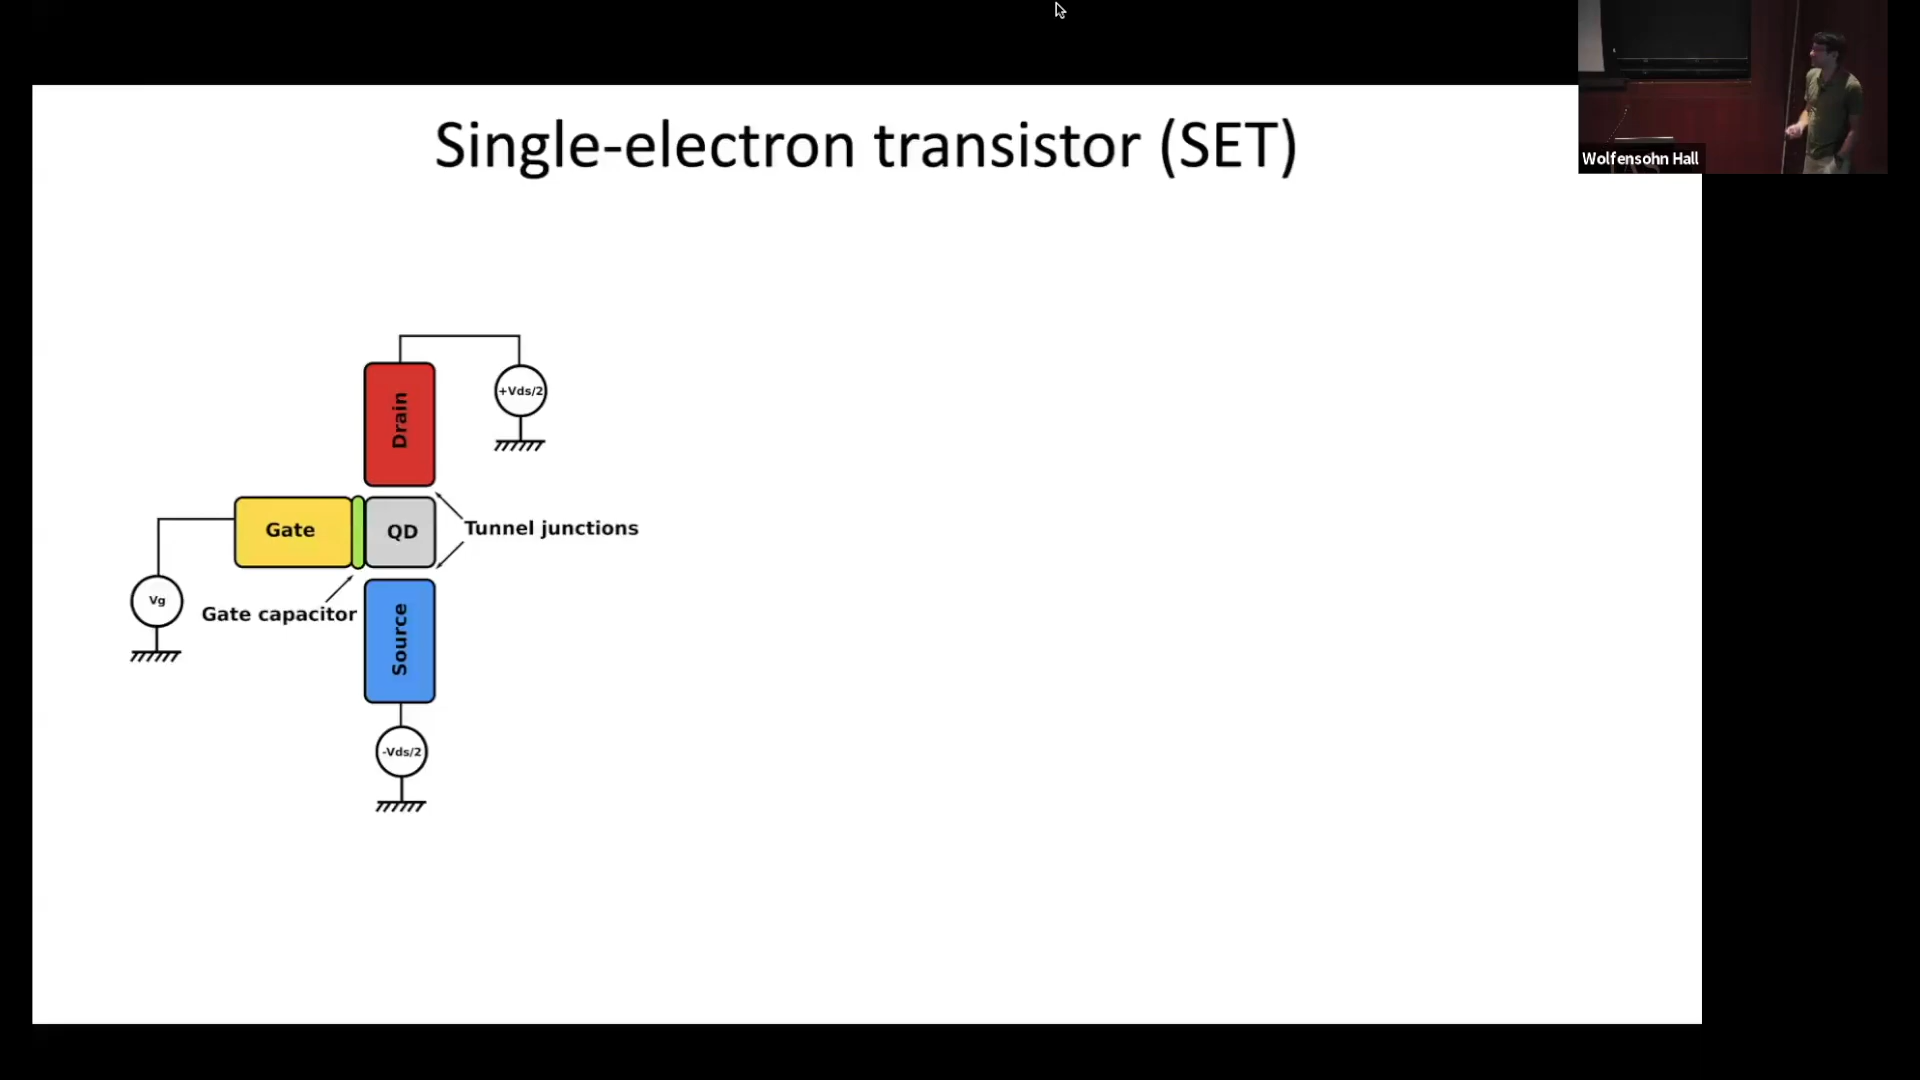 Single-electron transistor (SET)
Wolfensohn Hall
+Vds/2
Drain
Gate
QD
Tunnel junctions
Vg
Gate capacitor
Source
-Vds/2